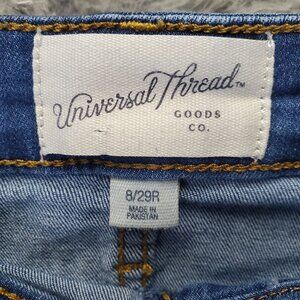 Universal Thread™
GOODS
CO.
8/29R
MADE IN
PAKISTAN